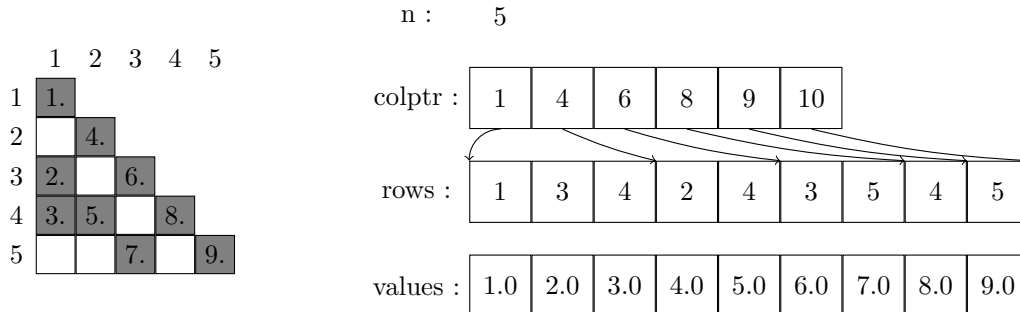 n : 5
1 2 3 4 5
1 1.
2 4.
3 2. 6.
4 3. 5. 8.
5 7. 9.
colptr : 1 4 6 8 9 10
rows : 1 3 4 2 4 3 5 4 5
values : 1.0 2.0 3.0 4.0 5.0 6.0 7.0 8.0 9.0